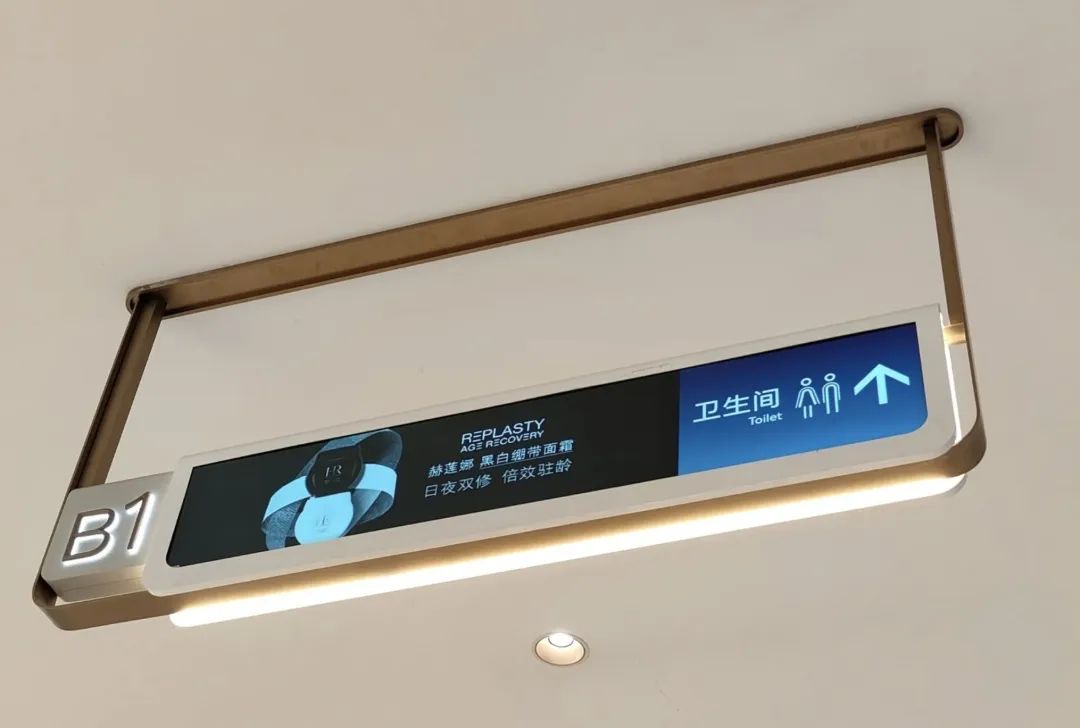 B1
HR
REPLASTY
AGE RECOVERY
赫莲娜 黑白绷带面霜
日夜双修 倍效驻龄
卫生间
Toilet